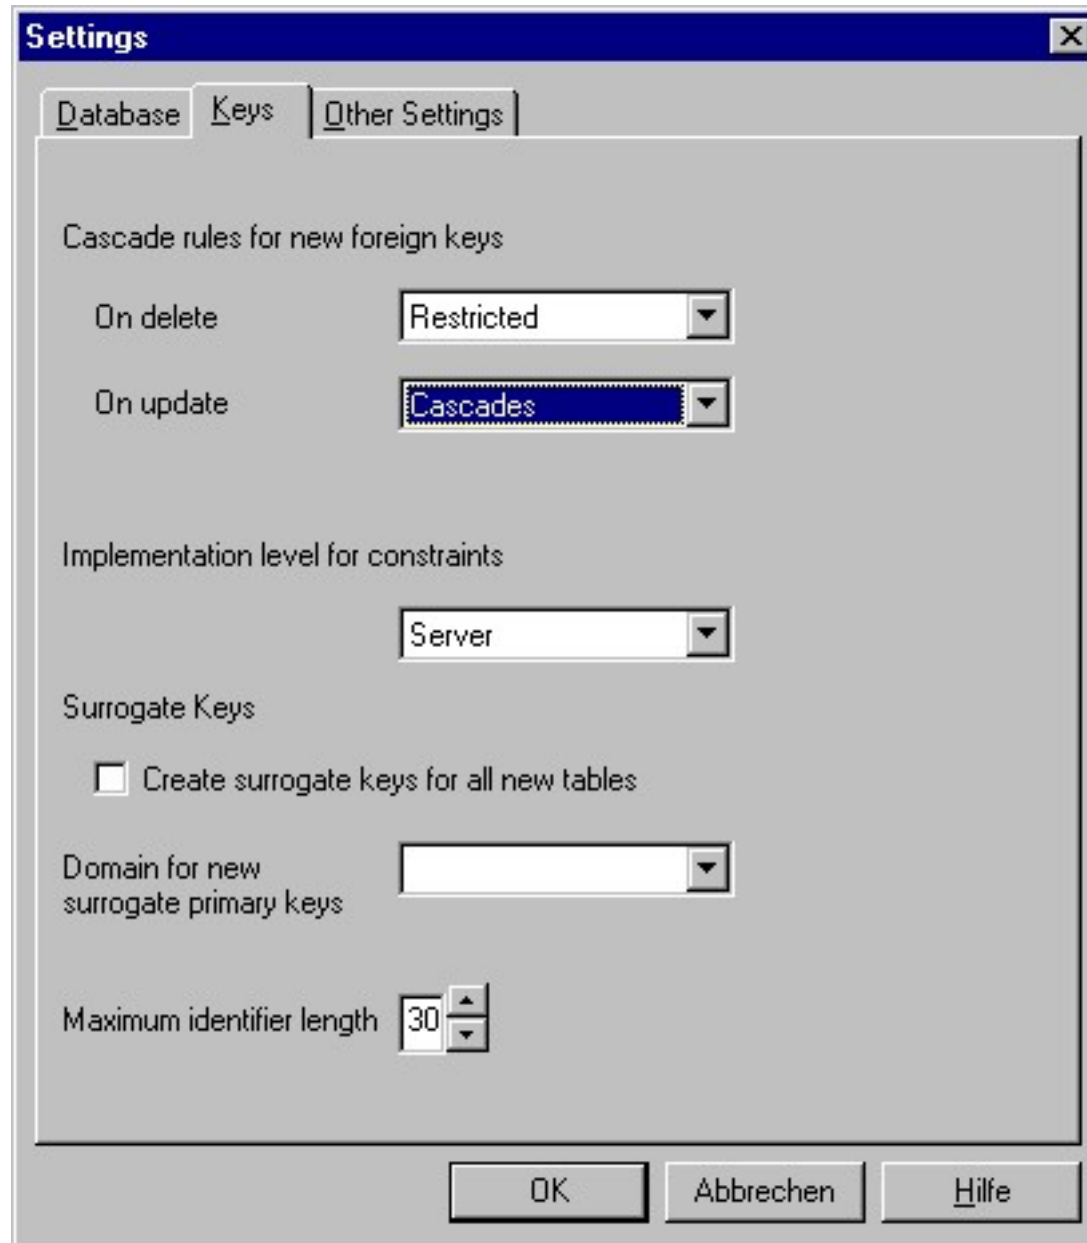 Settings
Database Keys Other Settings
Cascade rules for new foreign keys
On delete Restricted
On update Cascades
Implementation level for constraints
Server
Surrogate Keys
Create surrogate keys for all new tables
Domain for new
surrogate primary keys
Maximum identifier length 30
OK Abbrechen Hilfe